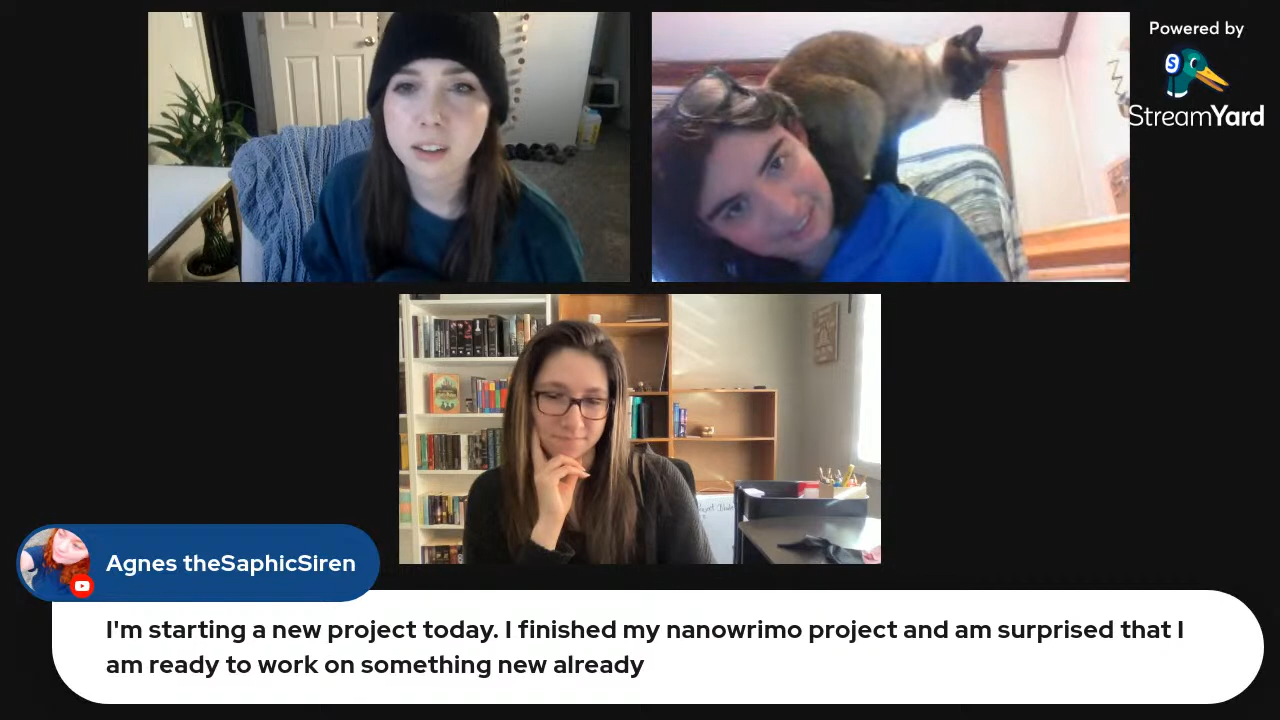 Powered by
StreamYard
Agnes theSaphicSiren
I'm starting a new project today. I finished my nanowrimo project and am surprised that I
am ready to work on something new already